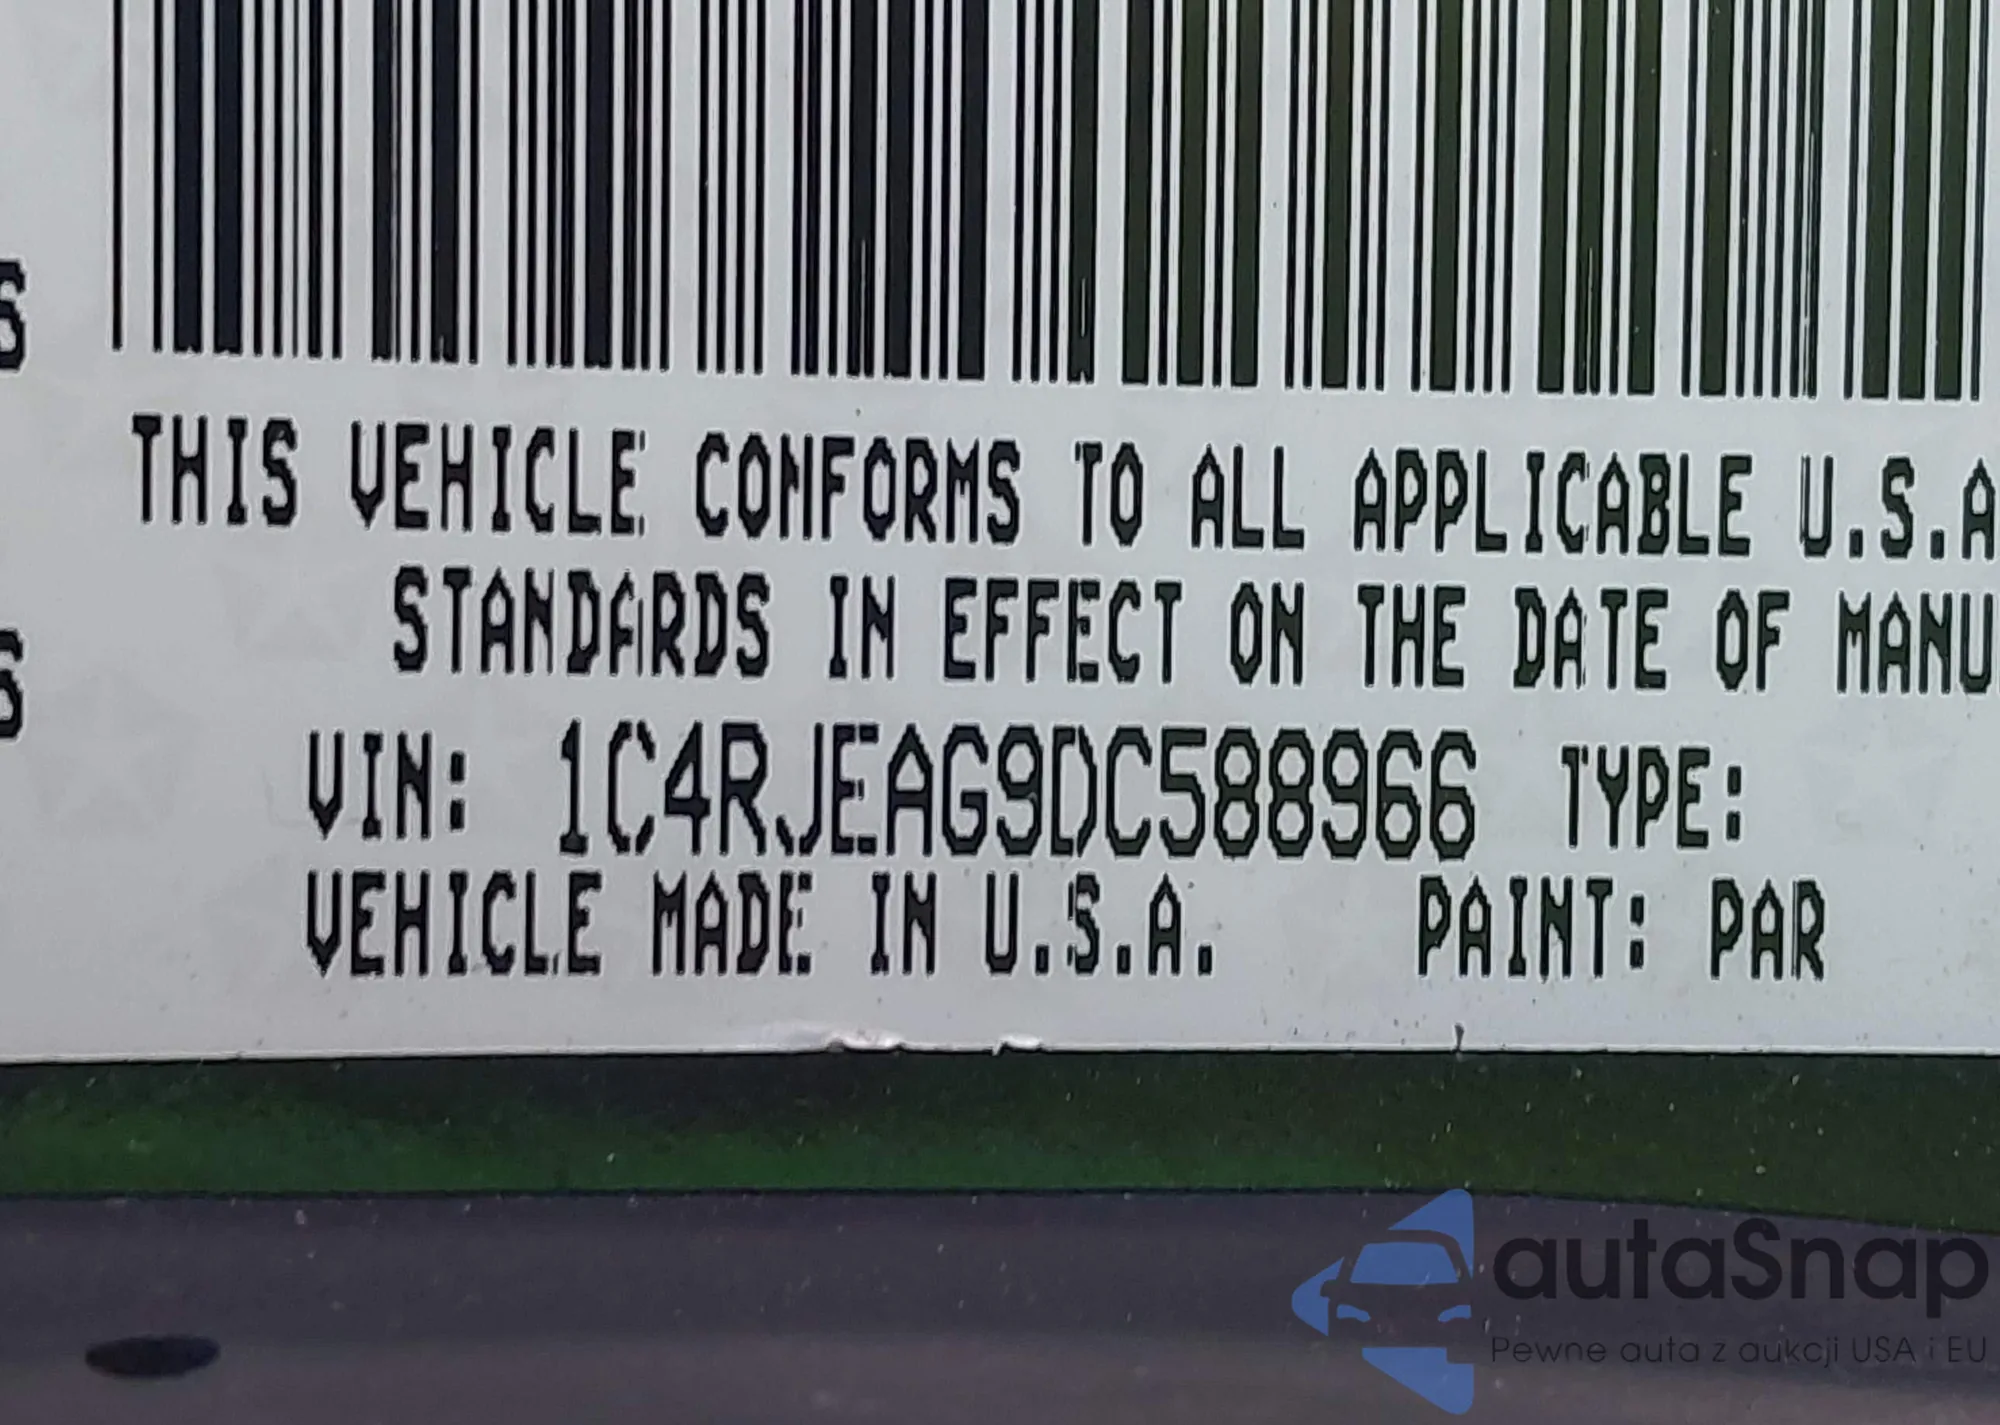 S
THIS VEHICLE CONFORMS TO ALL APPLICABLE U.S.A
STANDARDS IN EFFECT ON THE DATE OF MANU
S
VIN: 1C4RJEAG9DC588966 TYPE:
VEHICLE MADE IN U.S.A. PAINT: PAR
autaSnap
Pewne auta z aukcji USA i EU